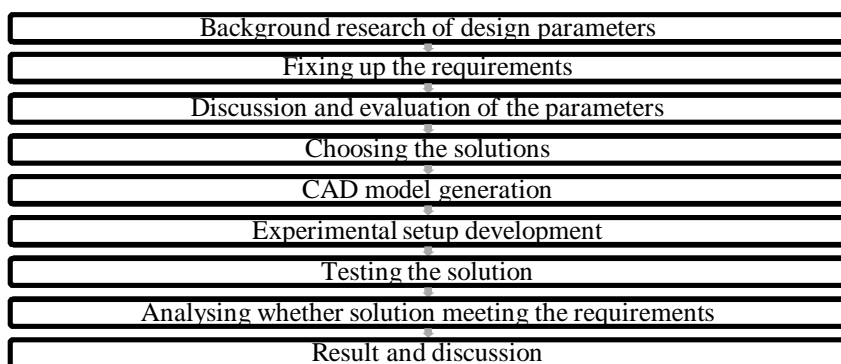 Background research of design parameters
Fixing up the requirements
Discussion and evaluation of the parameters
Choosing the solutions
CAD model generation
Experimental setup development
Testing the solution
Analysing whether solution meeting the requirements
Result and discussion